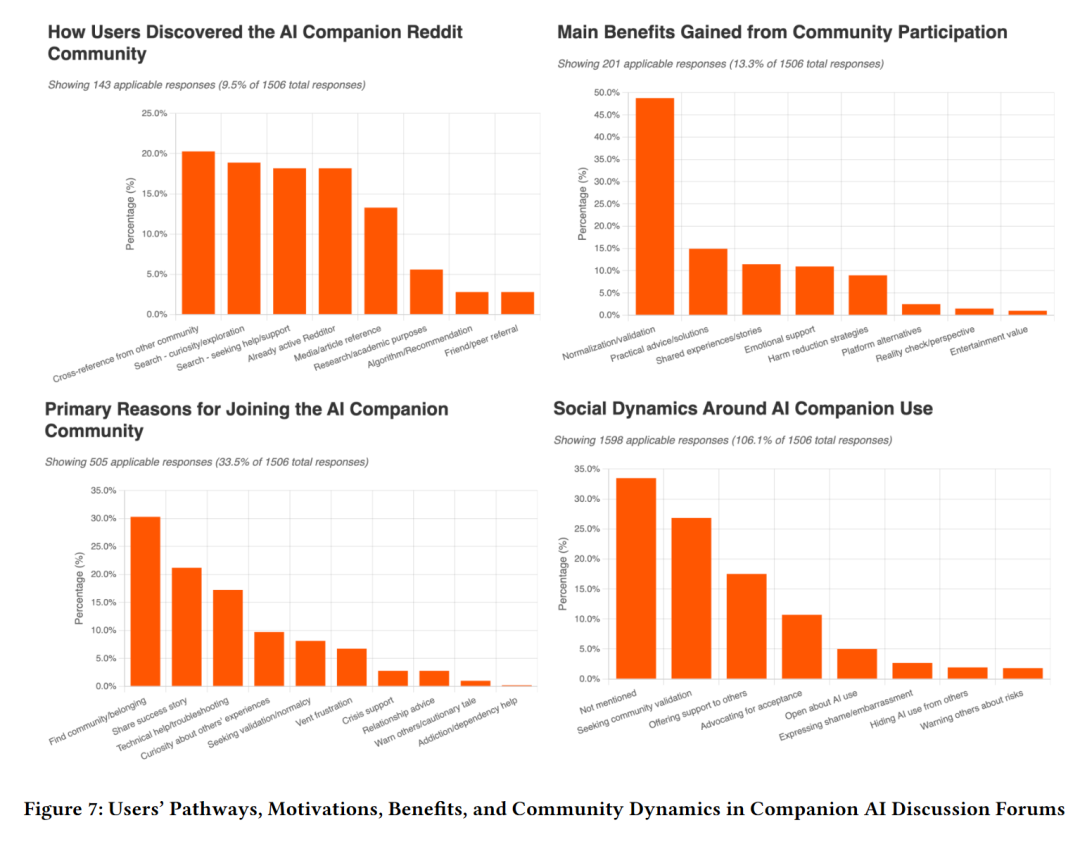 How Users Discovered the AI Companion Reddit
Community
Showing 143 applicable responses (9.5% of 1506 total responses)
25.0%
20.0%
15.0%
10.0%
5.0%
0.0%
Percentage (%)
Cross-reference from other community
Search - curiosity/exploration
Search - seeking help/support
Already active Redditor
Media/article reference
Research/academic purposes
Algorithm/Recommendation
Friend/peer referral
Main Benefits Gained from Community Participation
Showing 201 applicable responses (13.3% of 1506 total responses)
50.0%
45.0%
40.0%
35.0%
30.0%
25.0%
20.0%
15.0%
10.0%
5.0%
0.0%
Percentage (%)
Normalization/validation
Practical advice/solutions
Shared experiences/stories
Emotional support
Harm reduction strategies
Platform alternatives
Reality check/perspective
Entertainment value
Primary Reasons for Joining the AI Companion
Community
Showing 505 applicable responses (33.5% of 1506 total responses)
35.0%
30.0%
25.0%
20.0%
15.0%
10.0%
5.0%
0.0%
Percentage (%)
Find community/belonging
Share success story
Technical help/troubleshooting
Curiosity about others' experiences
Seeking validation/normalcy
Vent frustration
Crisis support
Relationship advice
Warn others/cautionary tale
Addiction/dependency help
Social Dynamics Around AI Companion Use
Showing 1598 applicable responses (106.1% of 1506 total responses)
35.0%
30.0%
25.0%
20.0%
15.0%
10.0%
5.0%
0.0%
Percentage (%)
Not mentioned
Seeking community validation
Offering support to others
Advocating for acceptance
Open about AI use
Expressing shame/embarrassment
Hiding AI use from others
Warning others about risks
Figure 7: Users' Pathways, Motivations, Benefits, and Community Dynamics in Companion AI Discussion Forums